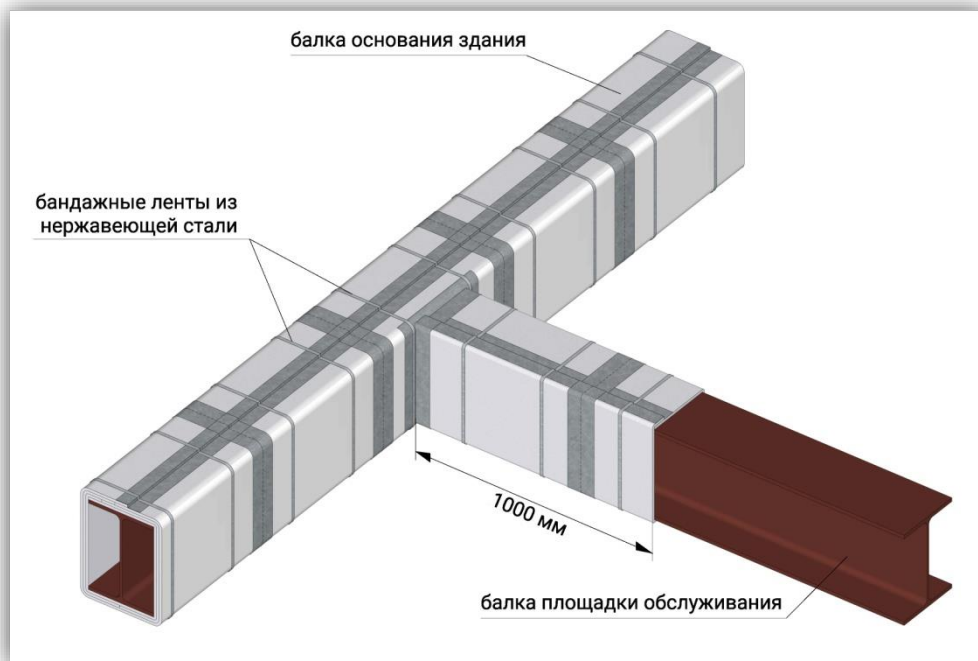 балка основания здания
бандажные ленты из
нержавеющей стали
1000 мм
балка площадки обслуживания